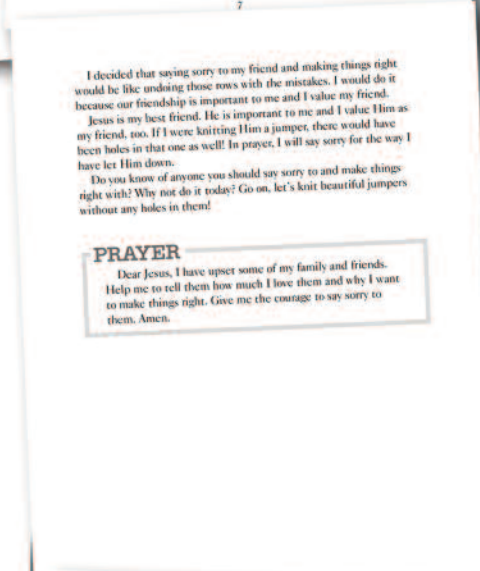 7
I decided that saying sorry to my friend and making things right
would be like undoing those rows with the mistakes. I would do it
because our friendship is important to me and I value my friend.
Jesus is my best friend. He is important to me and I value Him as
my friend, too. If I were knitting Him a jumper, there would have
been holes in that one as well! In prayer, I will say sorry for the way I
have let Him down.
Do you know of anyone you should say sorry to and make things
right with? Why not do it today? Go on, let's knit beautiful jumpers
without any holes in them!
PRAYER
Dear Jesus, I have upset some of my family and friends.
Help me to tell them how much I love them and why I want
to make things right. Give me the courage to say sorry to
them. Amen.